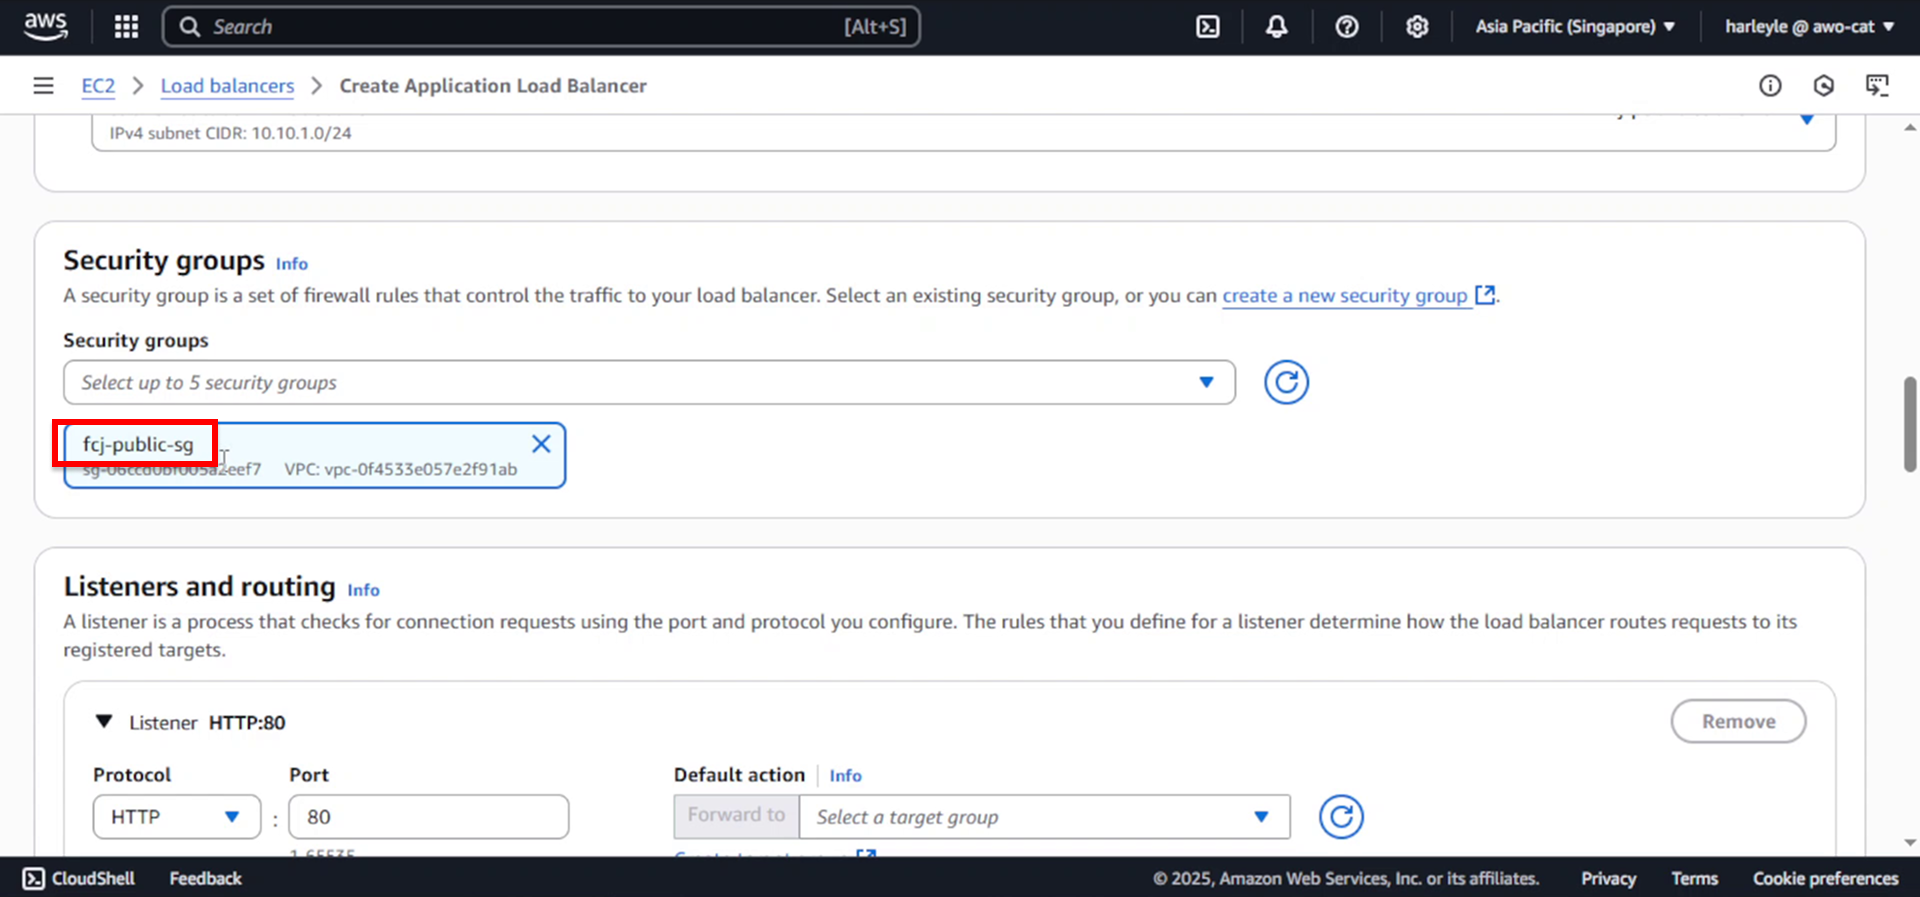 aws
Search
[Alt+S]
Asia Pacific (Singapore)
harleyle @ awo-cat
EC2
Load balancers
Create Application Load Balancer
IPv4 subnet CIDR: 10.10.1.0/24
Security groups Info
A security group is a set of firewall rules that control the traffic to your load balancer. Select an existing security group, or you can create a new security group.
Security groups
Select up to 5 security groups
fcj-public-sg
sg-06ccd0bf005a2eef7 VPC: vpc-0f4533e057e2f91ab
Listeners and routing Info
A listener is a process that checks for connection requests using the port and protocol you configure. The rules that you define for a listener determine how the load balancer routes requests to its
registered targets.
Listener HTTP:80
Remove
Protocol
Port
Default action
Info
HTTP
:
80
Forward to
Select a target group
1-65535
CloudShell
Feedback
© 2025, Amazon Web Services, Inc. or its affiliates.
Privacy
Terms
Cookie preferences